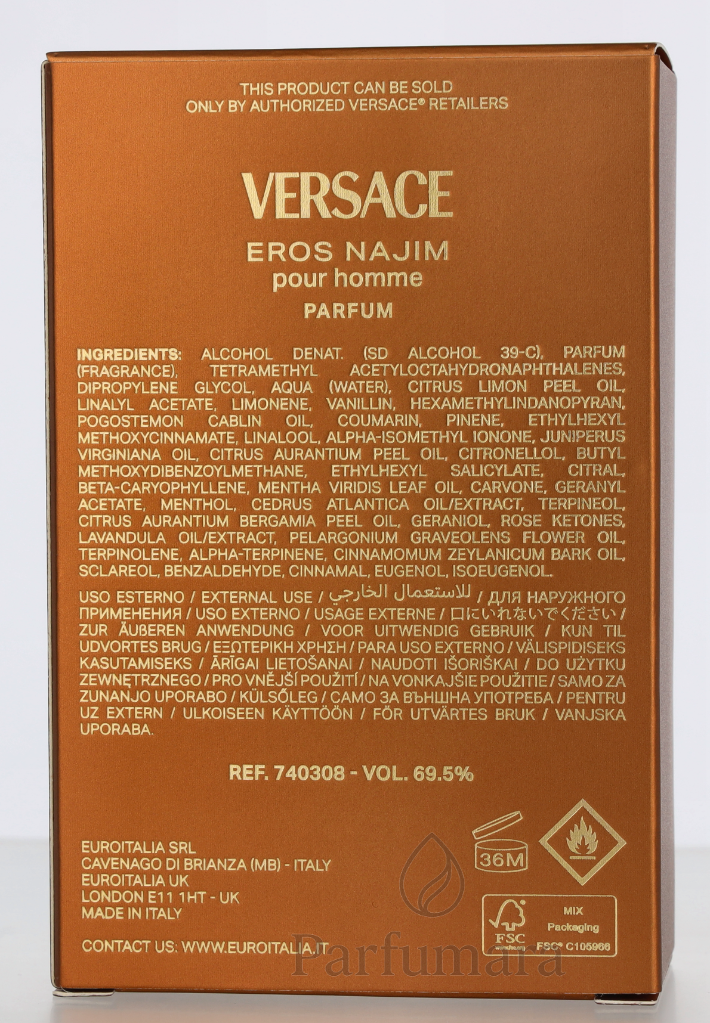 THIS PRODUCT CAN BE SOLD
ONLY BY AUTHORIZED VERSACE® RETAILERS
VERSACE
EROS NAJIM
pour homme
PARFUM
INGREDIENTS: ALCOHOL DENAT. (SD ALCOHOL 39-C), PARFUM
(FRAGRANCE), TETRAMETHYL ACETYLOCTAHYDRONAPHTHALENES,
DIPROPYLENE GLYCOL, AQUA (WATER), CITRUS LIMON PEEL OIL,
LINALYL ACETATE, LIMONENE, VANILLIN, HEXAMETHYLINDANOPYRAN,
POGOSTEMON CABLIN OIL, COUMARIN, PINENE, ETHYLHEXYL
METHOXYCINNAMATE, LINALOOL, ALPHA-ISOMETHYL IONONE, JUNIPERUS
VIRGINIANA OIL, CITRUS AURANTIUM PEEL OIL, CITRONELLOL, BUTYL
METHOXYDIBENZOYLMETHANE, ETHYLHEXYL SALICYLATE, CITRAL,
BETA-CARYOPHYLLENE, MENTHA VIRIDIS LEAF OIL, CARVONE, GERANYL
ACETATE, MENTHOL, CEDRUS ATLANTICA OIL/EXTRACT, TERPINEOL,
CITRUS AURANTIUM BERGAMIA PEEL OIL, GERANIOL, ROSE KETONES,
LAVANDULA OIL/EXTRACT, PELARGONIUM GRAVEOLENS FLOWER OIL,
TERPINOLENE, ALPHA-TERPINENE, CINNAMOMUM ZEYLANICUM BARK OIL,
SCLAREOL, BENZALDEHYDE, CINNAMAL, EUGENOL, ISOEUGENOL.
USO ESTERNO / EXTERNAL USE / للاستعمال الخارجي / ДЛЯ НАРУЖНОГО
ПРИМЕНЕНИЯ / USO EXTERNO / USAGE EXTERNE / 口にいれないでください /
ZUR ÄUßEREN ANWENDUNG / VOOR UITWENDIG GEBRUIK / KUN TIL
UDVORTES BRUG / ΕΞΩΤΕΡΙΚΗ ΧΡΗΣΗ / PARA USO EXTERNO / VÄLISPIDISEKS
KASUTAMISEKS / ĀRĪGAI LIETOŠANAI / NAUDOTI IŠORIŠKAI / DO UŻYTKU
ZEWNĘTRZNEGO / PRO VNĚJŠÍ POUŽITÍ / NA VONKAJŠIE POUŽITIE / SAMO ZA
ZUNANJO UPORABO / KÜLSŐLEG / САМО ЗА ВЪНШНА УПОТРЕБА / PENTRU
UZ EXTERN / ULKOISEEN KÄYTTÖÖN / FÖR UTVÄRTES BRUK / VANJSKA
UPORABA.
REF. 740308 - VOL. 69.5%
EUROITALIA SRL
CAVENAGO DI BRIANZA (MB) - ITALY
EUROITALIA UK
LONDON E11 1HT - UK
MADE IN ITALY
CONTACT US: WWW.EUROITALIA.IT
36M
FSC
MIX
Packaging
FSC® C105966
Parfumara